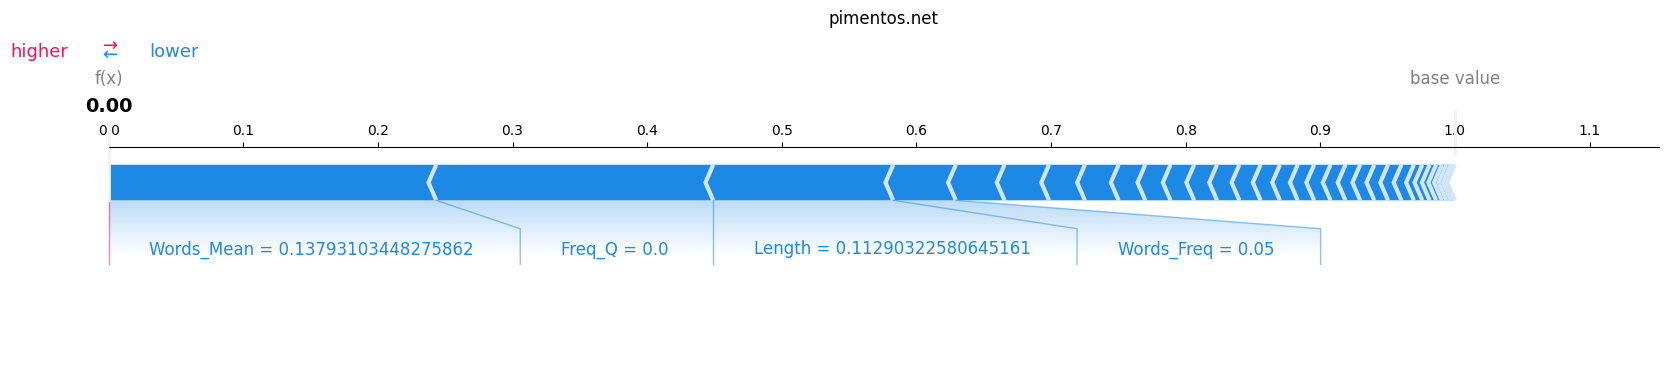 pimentos.net
higher ⇄ lower
f(x) base value
0.00
0.0 0.1 0.2 0.3 0.4 0.5 0.6 0.7 0.8 0.9 1.0 1.1
Words_Mean = 0.13793103448275862 Freq_Q = 0.0 Length = 0.11290322580645161 Words_Freq = 0.05